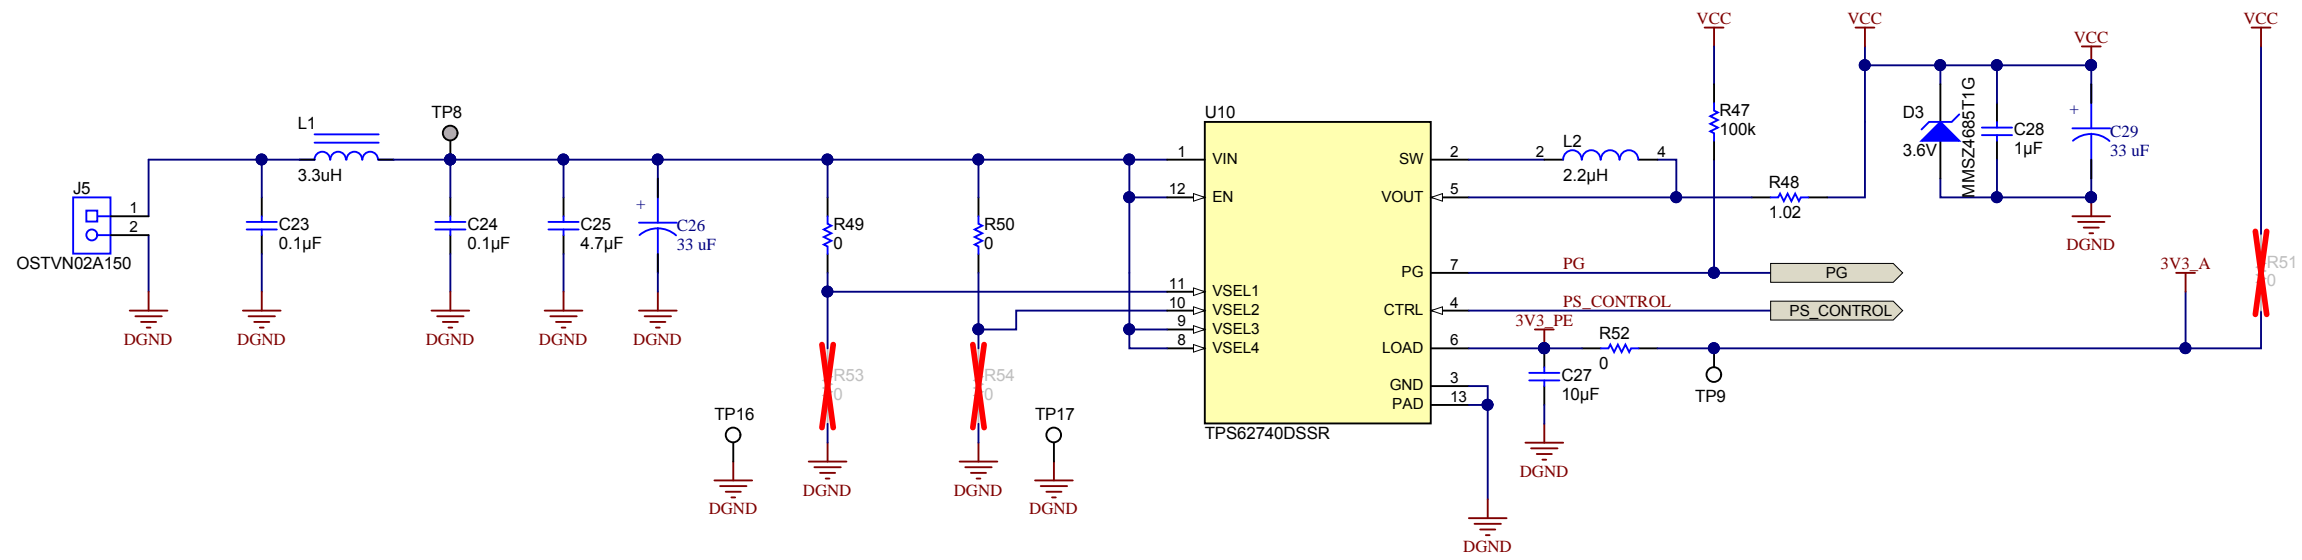 VCC
VCC
VCC
VCC
TP8
L1
3.3uH
J5
1
2
OSTVN02A150
C23
0.1µF
C24
0.1µF
C25
4.7µF
+
C26
33 uF
R49
0
R50
0
DGND
DGND
DGND
DGND
DGND
R53
0
R54
0
TP16
TP17
DGND
DGND
DGND
DGND
U10
1
VIN
12
EN
11
VSEL1
10
VSEL2
9
VSEL3
8
VSEL4
SW
2
VOUT
5
PG
7
CTRL
4
LOAD
6
GND
3
PAD
13
TPS62740DSSR
2
L2
4
2.2µH
R47
100k
R48
1.02
D3
3.6V
MMSZ4685T1G
C28
1µF
+
C29
33 uF
DGND
PG
PG
PS_CONTROL
PS_CONTROL
3V3_PE
R52
0
C27
10µF
DGND
TP9
3V3_A
R51
0
DGND